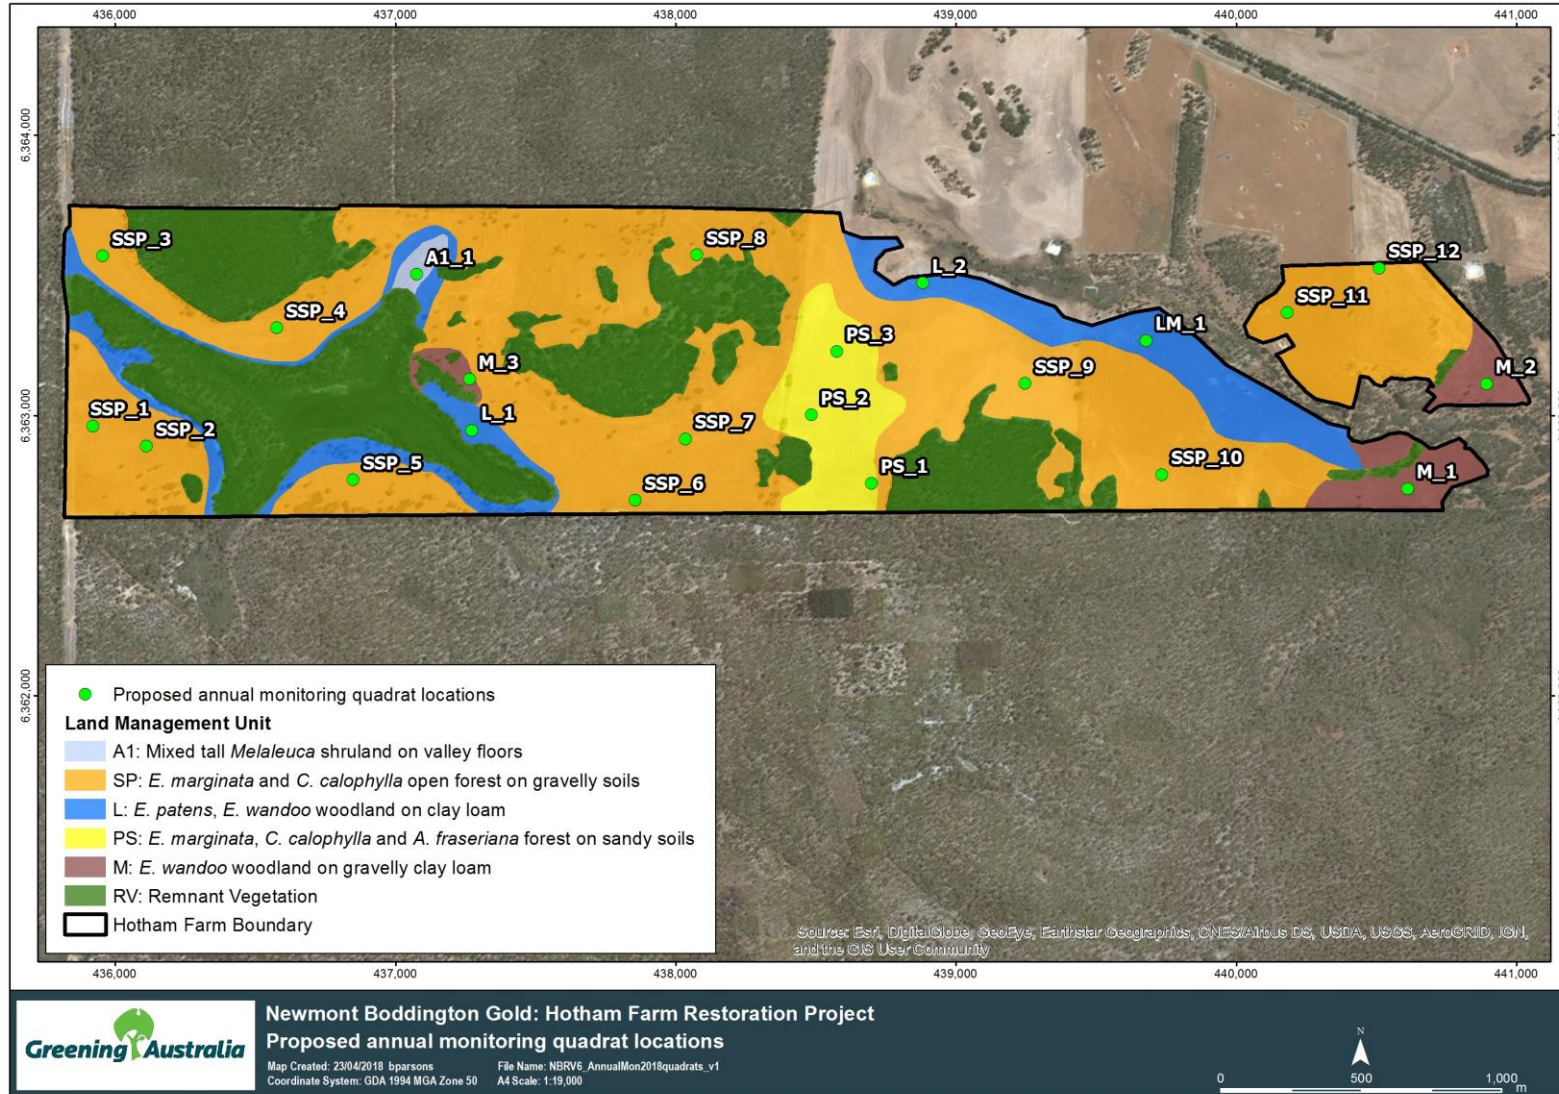 436,000 437,000 438,000 439,000 440,000 441,000
6,364,000
6,363,000
6,362,000
SSP_3
A1_1
SSP_8
L_2
SSP_12
SSP_11
SSP_4
LM_1
PS_3
M_3
SSP_9
M_2
PS_2
L_1
SSP_1
SSP_2
SSP_7
SSP_5
PS_1
SSP_10
M_1
SSP_6
Proposed annual monitoring quadrat locations
Land Management Unit
A1: Mixed tall Melaleuca shruland on valley floors
SP: E. marginata and C. calophylla open forest on gravelly soils
L: E. patens, E. wandoo woodland on clay loam
PS: E. marginata, C. calophylla and A. fraseriana forest on sandy soils
M: E. wandoo woodland on gravelly clay loam
RV: Remnant Vegetation
Hotham Farm Boundary
Source: Esri, DigitalGlobe, GeoEye, Earthstar Geographics, CNES/Airbus DS, USDA, USGS, AeroGRID, IGN,
and the GIS User Community
436,000 437,000 438,000 439,000 440,000 441,000
Greening Australia
Newmont Boddington Gold: Hotham Farm Restoration Project
Proposed annual monitoring quadrat locations
Map Created: 23/04/2018 bparsons File Name: NBRV6_AnnualMon2018quadrats_v1
Coordinate System: GDA 1994 MGA Zone 50 A4 Scale: 1:19,000
N
0 500 1,000
m